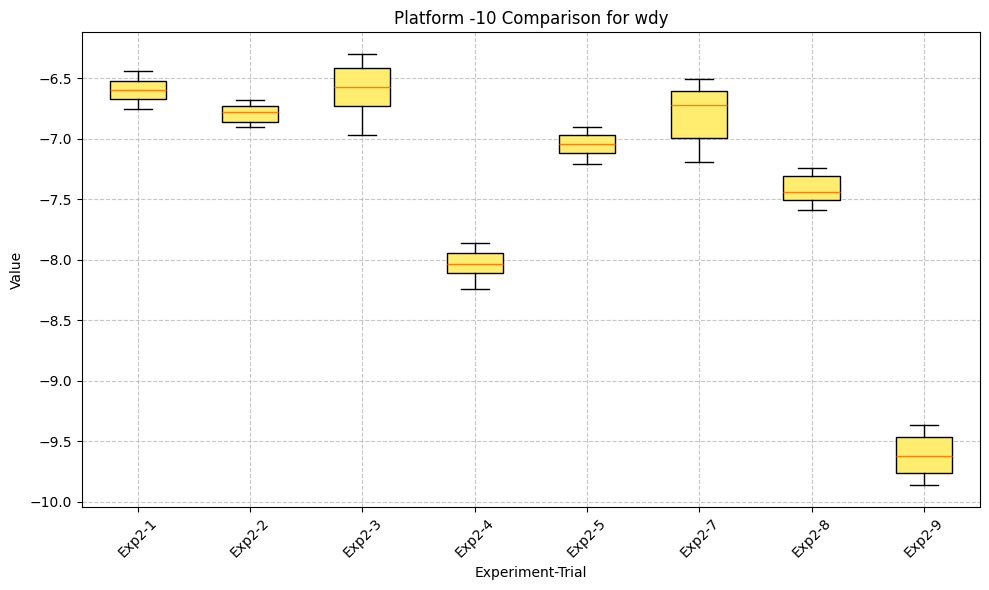 Platform -10 Comparison for wdy
Value
−6.5
−7.0
−7.5
−8.0
−8.5
−9.0
−9.5
−10.0
Exp2-1
Exp2-2
Exp2-3
Exp2-4
Exp2-5
Exp2-7
Exp2-8
Exp2-9
Experiment-Trial